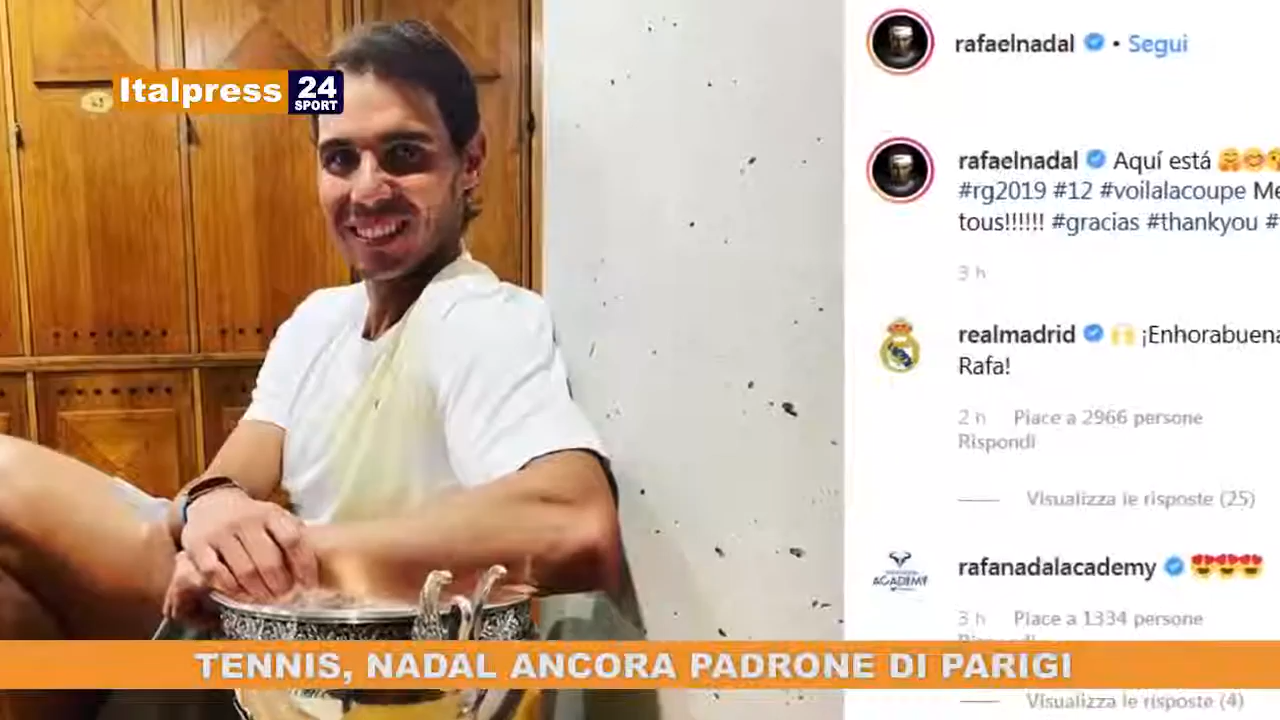 Italpress 24
SPORT
rafaelnadal • Segui
rafaelnadal Aquí está
#rg2019 #12 #voilalacoupe
tous!!!!!! #gracias #thankyou #
3 h
realmadrid ¡Enhorabuena
Rafa!
2 h Piace a 2966 persone
Rispondi
Visualizza le risposte (25)
ACADEMY
rafanadalacademy
3 h Piace a 1334 persone
TENNIS, NADAL ANCORA PADRONE DI PARIGI
Visualizza le risposte (4)